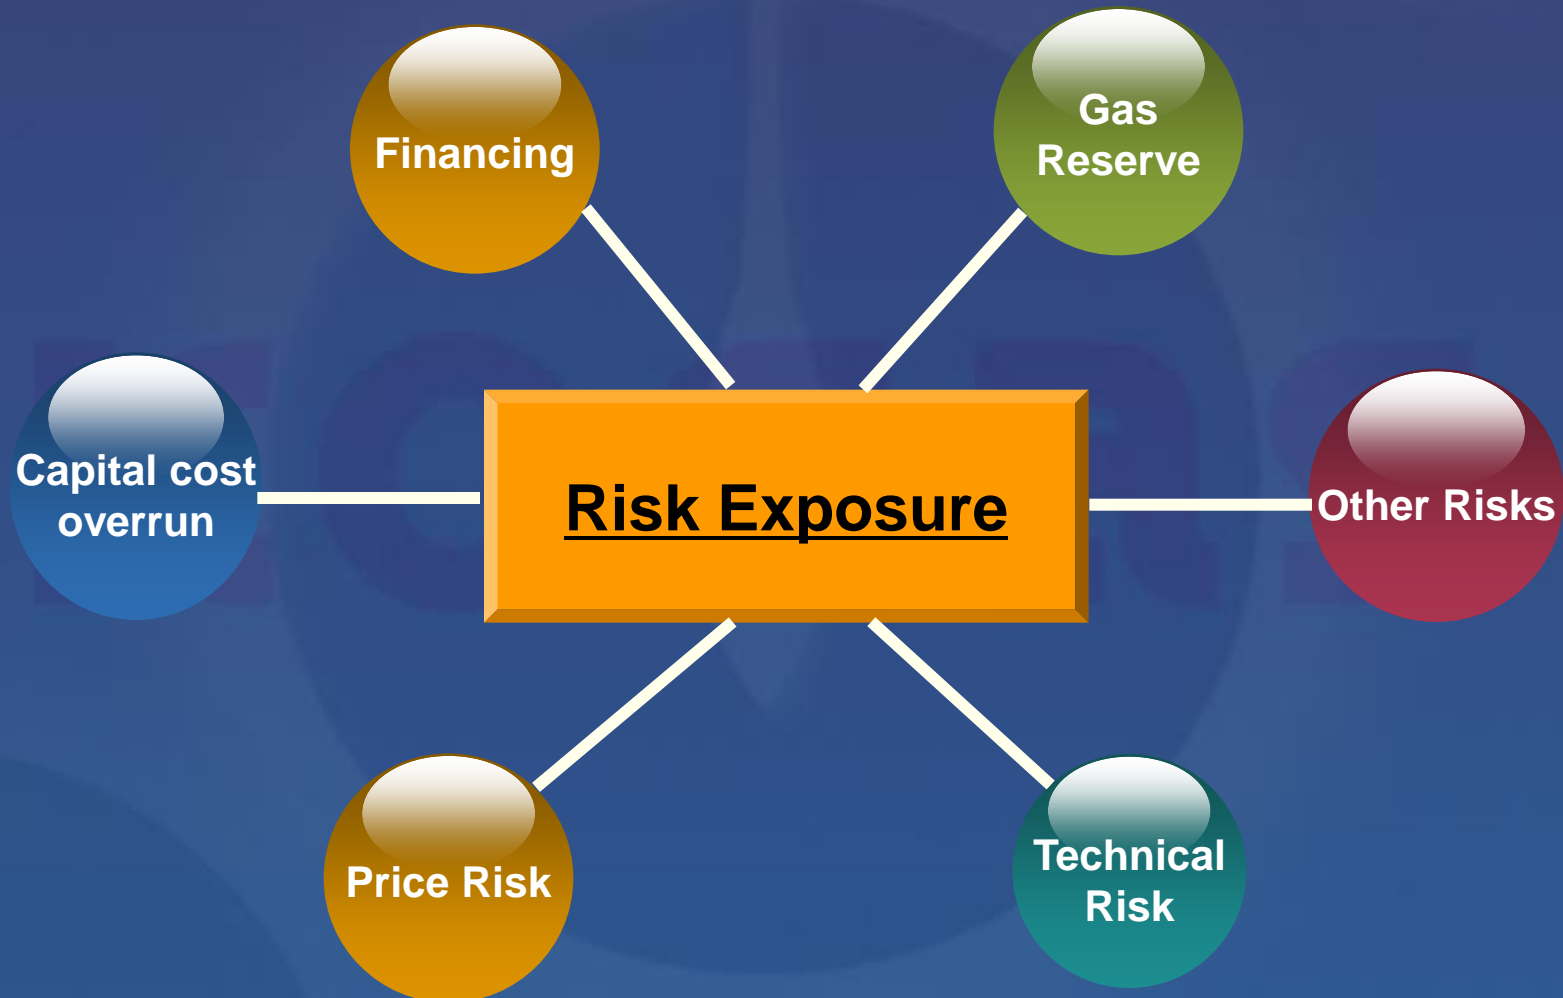 Financing
Gas
Reserve
Capital cost
overrun
Risk Exposure
Other Risks
Price Risk
Technical
Risk